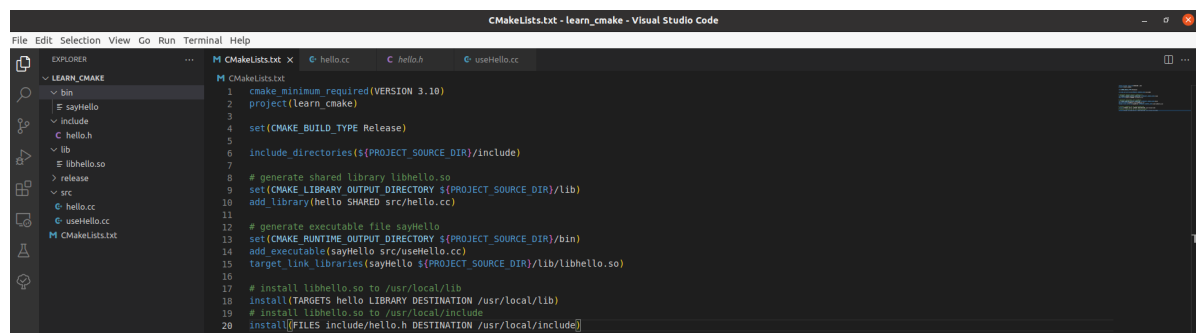 CMakeLists.txt - learn_cmake - Visual Studio Code
File Edit Selection View Go Run Terminal Help
EXPLORER
LEARN_CMAKE
bin
sayHello
include
C hello.h
lib
libhello.so
release
src
hello.cc
useHello.cc
M CMakeLists.txt
M CMakeLists.txt hello.cc C hello.h useHello.cc
M CMakeLists.txt
1 cmake_minimum_required(VERSION 3.10)
2 project(learn_cmake)
3
4 set(CMAKE_BUILD_TYPE Release)
5
6 include_directories(${PROJECT_SOURCE_DIR}/include)
7
8 # generate shared library libhello.so
9 set(CMAKE_LIBRARY_OUTPUT_DIRECTORY ${PROJECT_SOURCE_DIR}/lib)
10 add_library(hello SHARED src/hello.cc)
11
12 # generate executable file sayHello
13 set(CMAKE_RUNTIME_OUTPUT_DIRECTORY ${PROJECT_SOURCE_DIR}/bin)
14 add_executable(sayHello src/useHello.cc)
15 target_link_libraries(sayHello ${PROJECT_SOURCE_DIR}/lib/libhello.so)
16
17 # install libhello.so to /usr/local/lib
18 install(TARGETS hello LIBRARY DESTINATION /usr/local/lib)
19 # install libhello.so to /usr/local/include
20 install(FILES include/hello.h DESTINATION /usr/local/include)